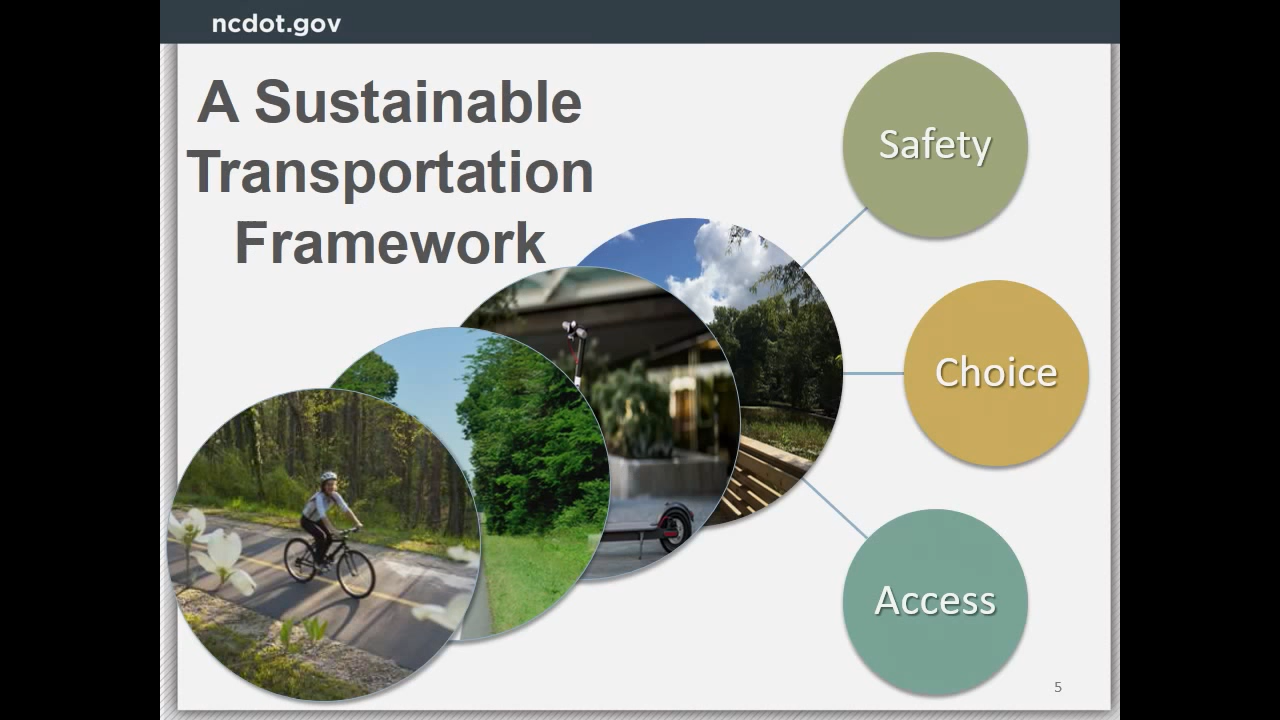 ncdot.gov
A Sustainable
Transportation
Framework
Safety
Choice
Access
5